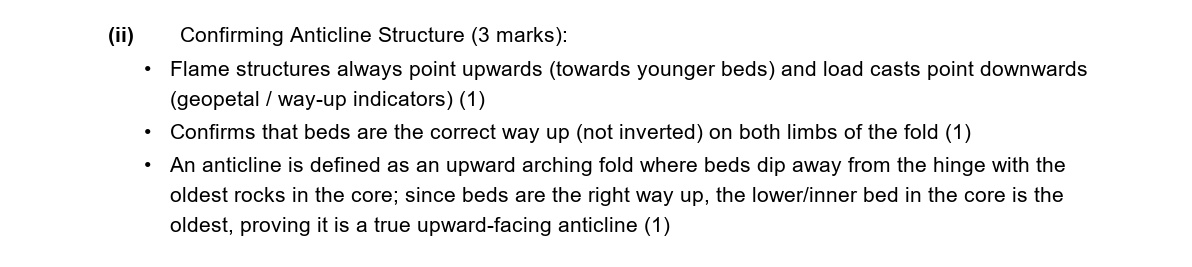 (ii) Confirming Anticline Structure (3 marks):
• Flame structures always point upwards (towards younger beds) and load casts point downwards
(geopetal / way-up indicators) (1)
• Confirms that beds are the correct way up (not inverted) on both limbs of the fold (1)
• An anticline is defined as an upward arching fold where beds dip away from the hinge with the
oldest rocks in the core; since beds are the right way up, the lower/inner bed in the core is the
oldest, proving it is a true upward-facing anticline (1)